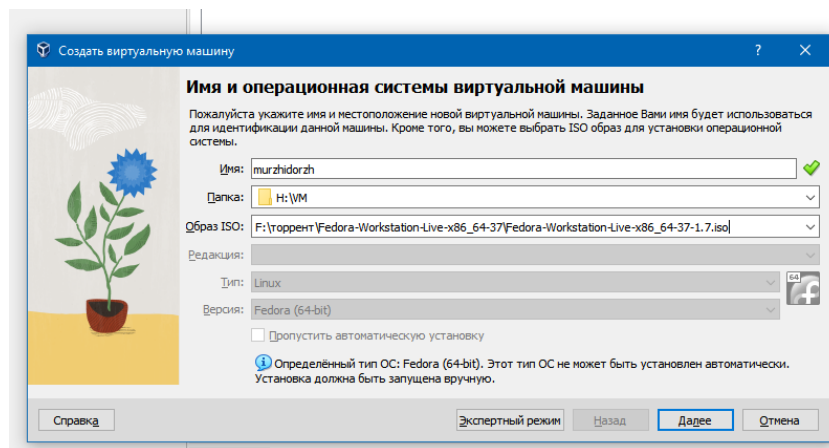 Создать виртуальную машину
Имя и операционная системы виртуальной машины
Пожалуйста укажите имя и местоположение новой виртуальной машины. Заданное Вами имя будет использоваться
для идентификации данной машины. Кроме того, вы можете выбрать ISO образ для установки операционной
системы.
Имя: murzhidorzh
Папка: H:\VM
Образ ISO: F:\торрент\Fedora-Workstation-Live-x86_64-37\Fedora-Workstation-Live-x86_64-37-1.7.iso
Редакция:
Тип: Linux
64
Версия: Fedora (64-bit)
Пропустить автоматическую установку
Определённый тип ОС: Fedora (64-bit). Этот тип ОС не может быть установлен автоматически.
Установка должна быть запущена вручную.
Справка Экспертный режим Назад Далее Отмена